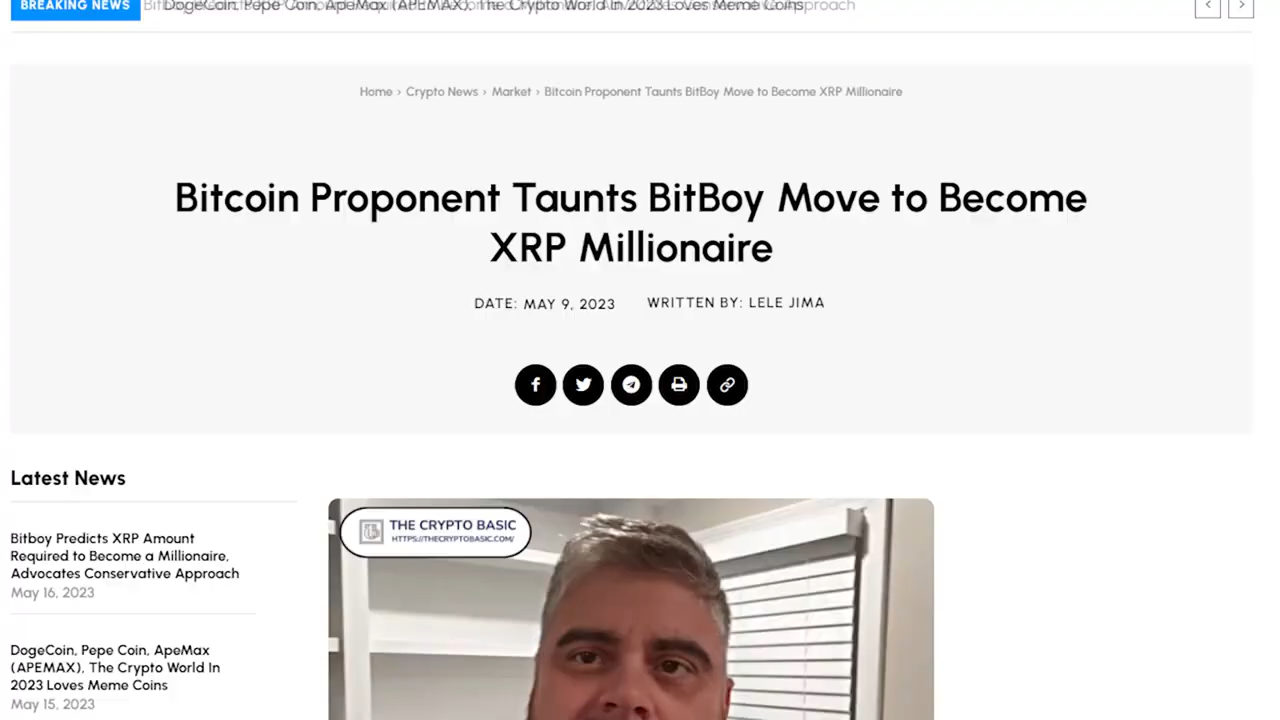 BREAKING NEWS
DogeCoin, Pepe Coin, ApeMax (APEMAX), The Crypto World In 2023 Loves Meme Coins
Home › Crypto News › Market › Bitcoin Proponent Taunts BitBoy Move to Become XRP Millionaire
Bitcoin Proponent Taunts BitBoy Move to Become
XRP Millionaire
DATE: MAY 9, 2023 WRITTEN BY: LELE JIMA
Latest News
Bitboy Predicts XRP Amount
Required to Become a Millionaire,
Advocates Conservative Approach
May 16, 2023
DogeCoin, Pepe Coin, ApeMax
(APEMAX), The Crypto World In
2023 Loves Meme Coins
May 15, 2023
THE CRYPTO BASIC
HTTPS://THECRYPTOBASIC.COM/